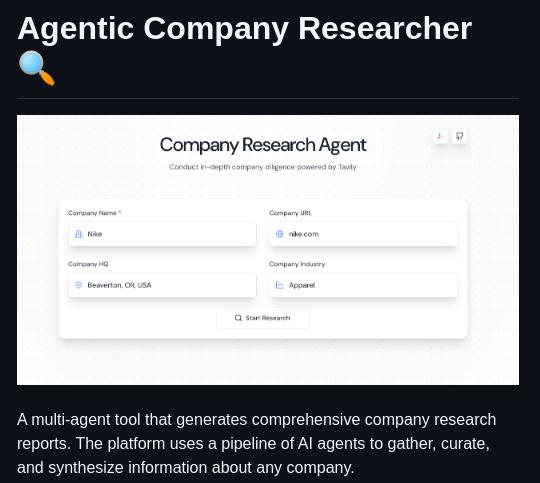 Agentic Company Researcher
Company Research Agent
Conduct in-depth company diligence powered by Tavily
Company Name *
Company URL
Nike
nike.com
Company HQ
Company Industry
Beaverton, OR, USA
Apparel
Start Research
A multi-agent tool that generates comprehensive company research
reports. The platform uses a pipeline of AI agents to gather, curate,
and synthesize information about any company.